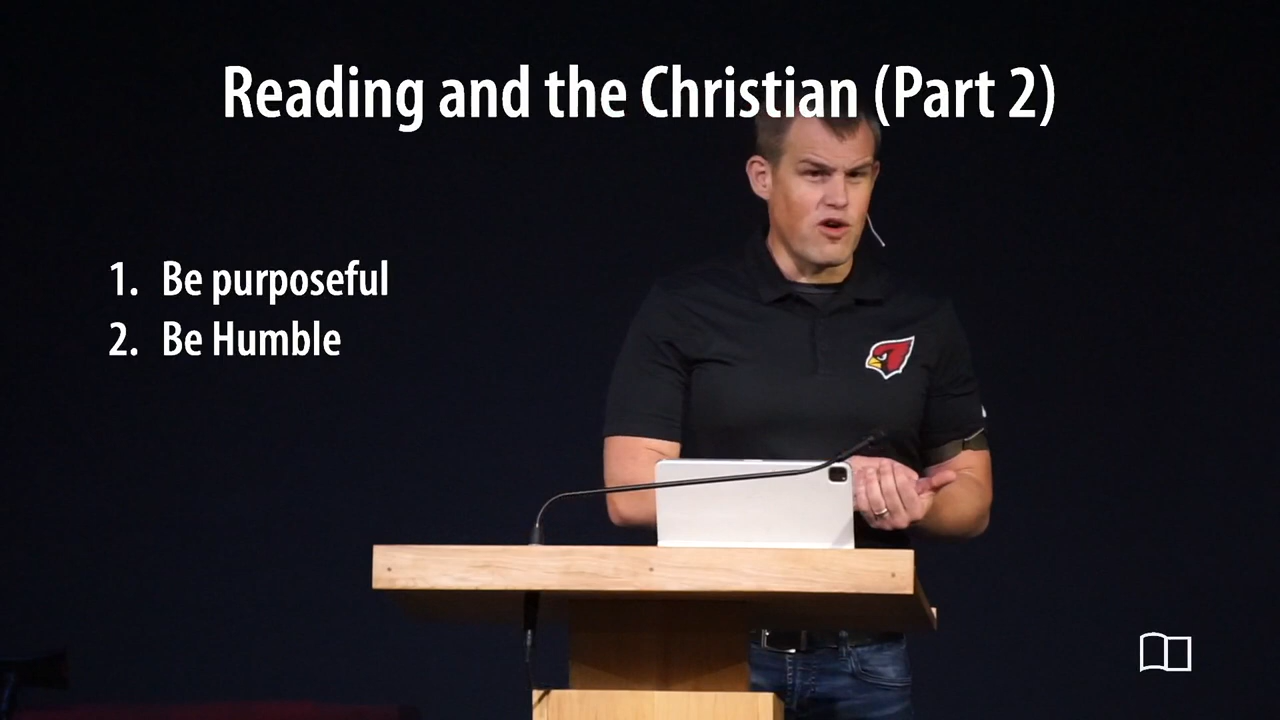 Reading and the Christian (Part 2)
1. Be purposeful
2. Be Humble